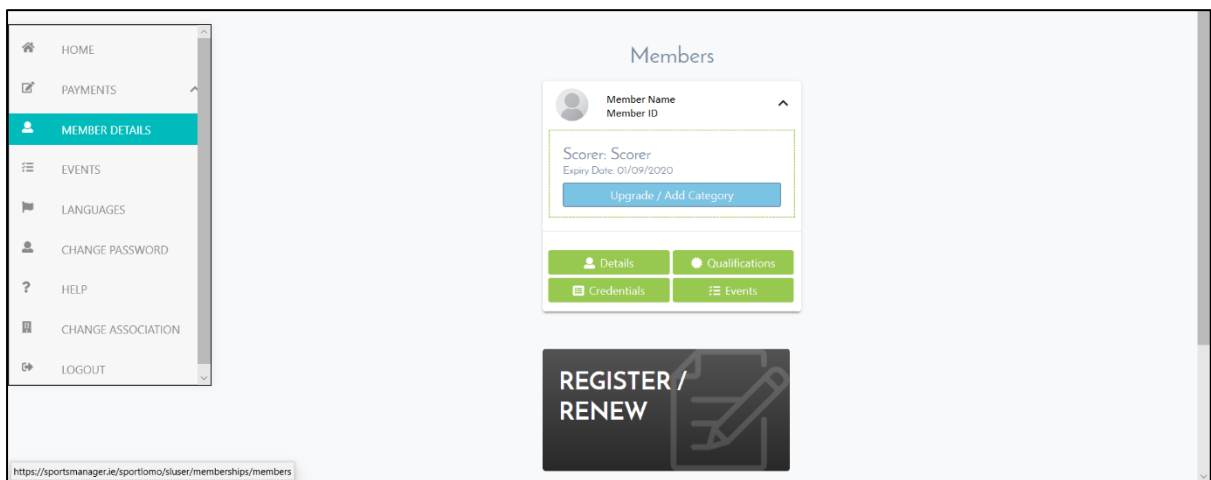 HOME
PAYMENTS
MEMBER DETAILS
EVENTS
LANGUAGES
CHANGE PASSWORD
? HELP
CHANGE ASSOCIATION
LOGOUT
Members
Member Name
Member ID
Scorer: Scorer
Expiry Date: 01/09/2020
Upgrade / Add Category
Details
Qualifications
Credentials
Events
REGISTER /
RENEW
https://sportsmanager.ie/sportlomo/sluser/memberships/members